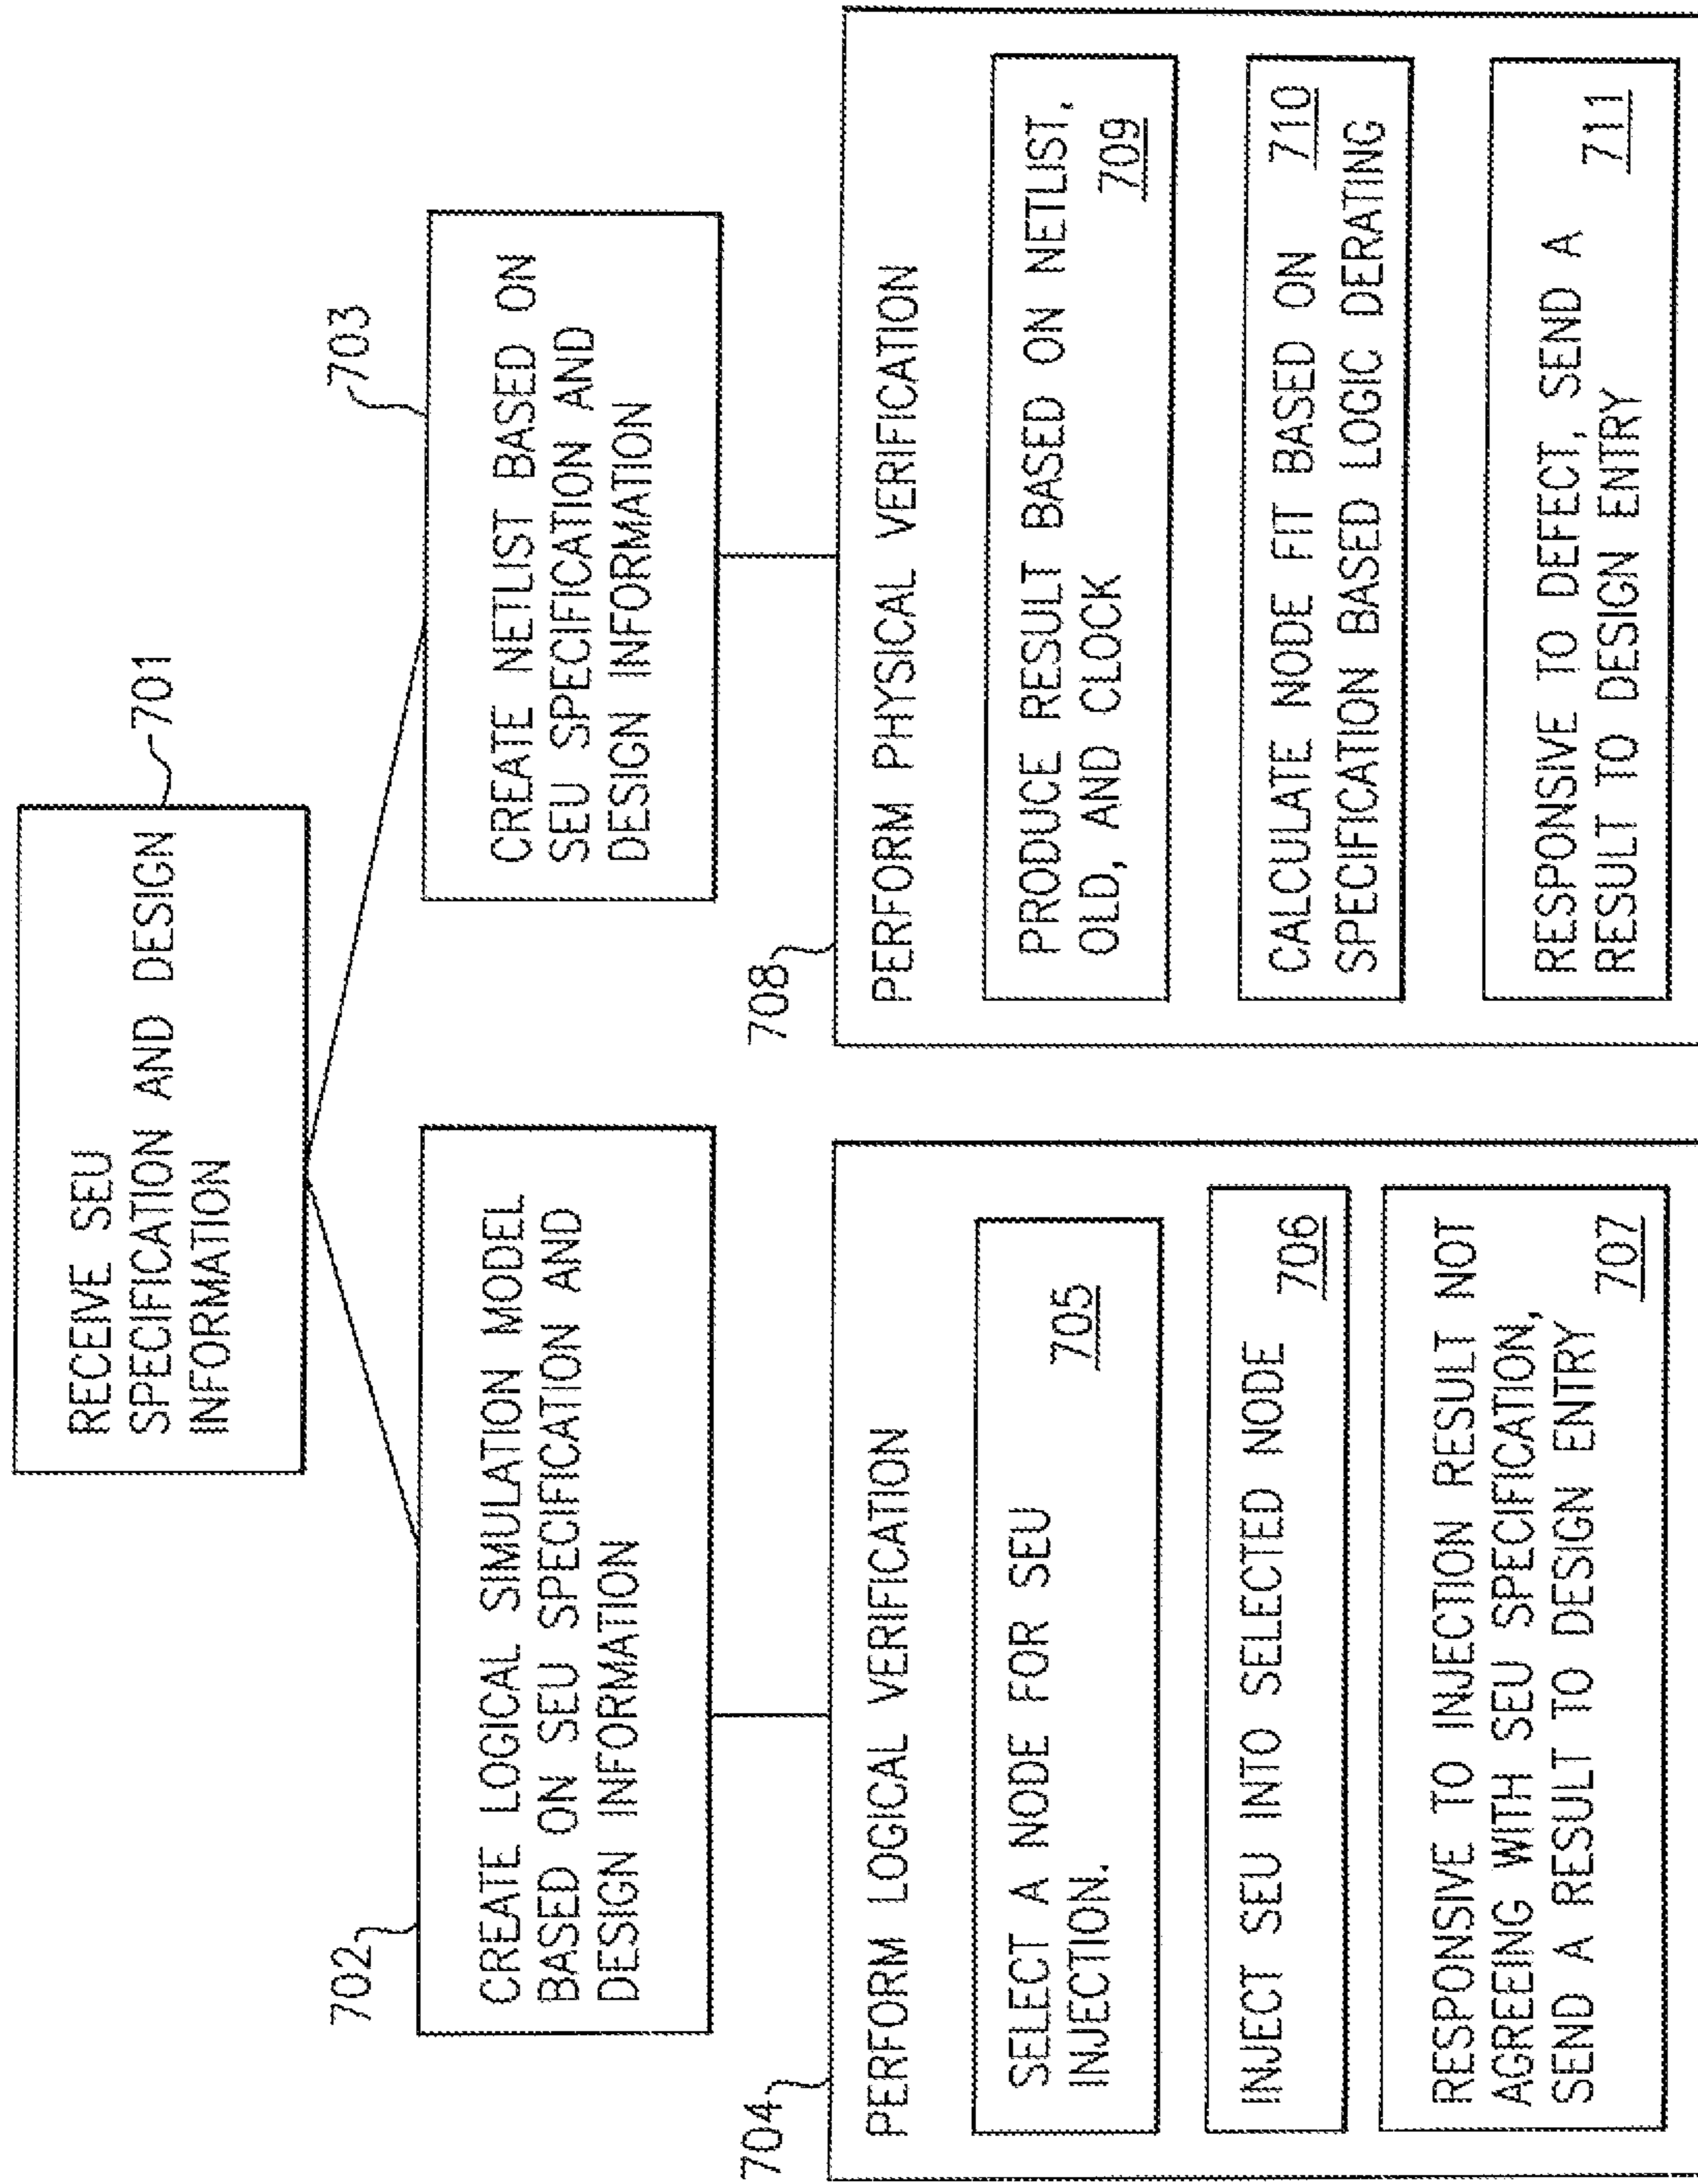 RECEIVE SEU
SPECIFICATION AND DESIGN
INFORMATION
701
702
CREATE LOGICAL SIMULATION MODEL
BASED ON SEU SPECIFICATION AND
DESIGN INFORMATION
703
CREATE NETLIST BASED ON
SEU SPECIFICATION AND
DESIGN INFORMATION
704
PERFORM LOGICAL VERIFICATION
SELECT A NODE FOR SEU
INJECTION.
705
INJECT SEU INTO SELECTED NODE
706
RESPONSIVE TO INJECTION RESULT NOT
AGREEING WITH SEU SPECIFICATION,
SEND A RESULT TO DESIGN ENTRY
707
708
PERFORM PHYSICAL VERIFICATION
PRODUCE RESULT BASED ON NETLIST,
OLD, AND CLOCK
709
CALCULATE NODE FIT BASED ON 710
SPECIFICATION BASED LOGIC DERATING
RESPONSIVE TO DEFECT, SEND A
RESULT TO DESIGN ENTRY
711